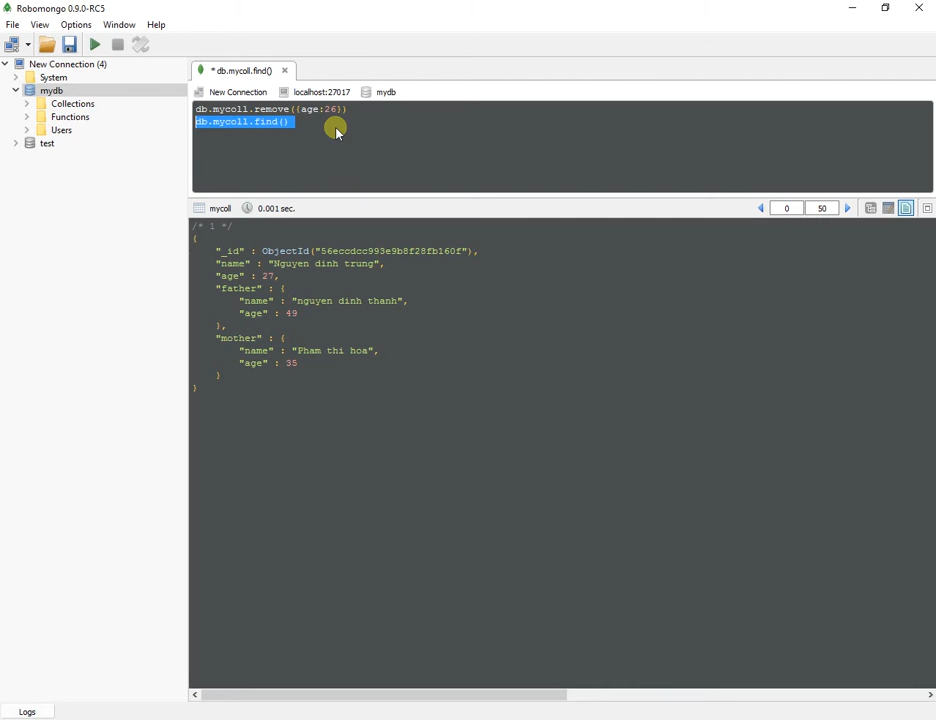 Robomongo 0.9.0-RC5
File View Options Window Help
New Connection (4)
System
mydb
Collections
Functions
Users
test
* db.mycoll.find()
New Connection localhost:27017 mydb
db.mycoll.remove({age:26})
db.mycoll.find()
mycoll 0.001 sec. 0 50
/* 1 */
{
"_id" : ObjectId("56eccdcc993e9b8f28fb160f"),
"name" : "Nguyen dinh trung",
"age" : 27,
"father" : {
"name" : "nguyen dinh thanh",
"age" : 49
},
"mother" : {
"name" : "Pham thi hoa",
"age" : 35
}
}
Logs